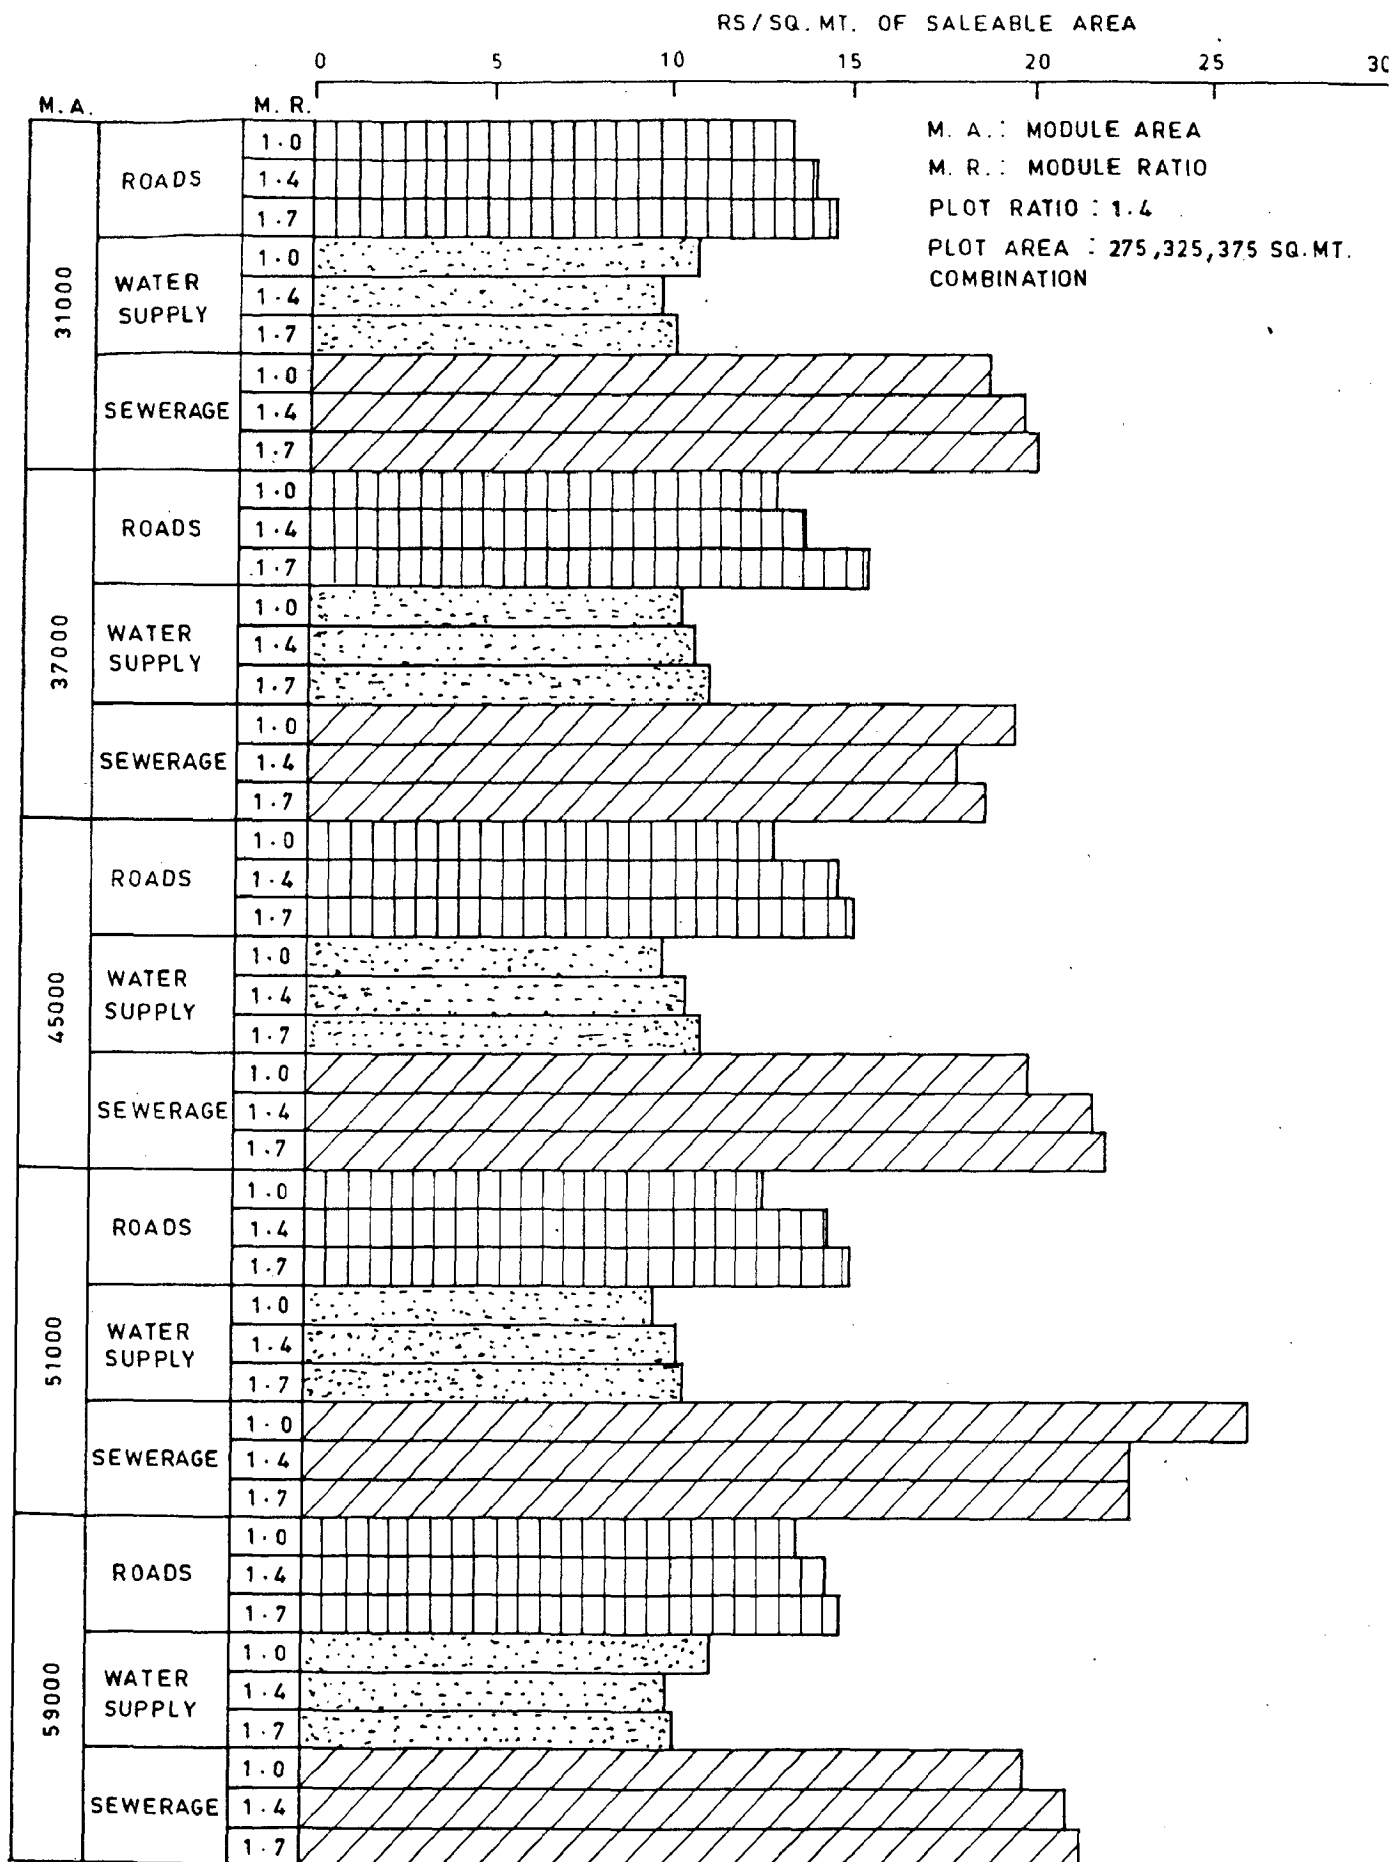 RS/SQ.MT. OF SALEABLE AREA
0 5 10 15 20 25 30
M.A. M.R.
M. A. : MODULE AREA
M. R. : MODULE RATIO
PLOT RATIO : 1.4
PLOT AREA : 275,325,375 SQ.MT.
COMBINATION
31000
ROADS
1.0
1.4
1.7
WATER
SUPPLY
1.0
1.4
1.7
SEWERAGE
1.0
1.4
1.7
37000
ROADS
1.0
1.4
1.7
WATER
SUPPLY
1.0
1.4
1.7
SEWERAGE
1.0
1.4
1.7
45000
ROADS
1.0
1.4
1.7
WATER
SUPPLY
1.0
1.4
1.7
SEWERAGE
1.0
1.4
1.7
51000
ROADS
1.0
1.4
1.7
WATER
SUPPLY
1.0
1.4
1.7
SEWERAGE
1.0
1.4
1.7
59000
ROADS
1.0
1.4
1.7
WATER
SUPPLY
1.0
1.4
1.7
SEWERAGE
1.0
1.4
1.7